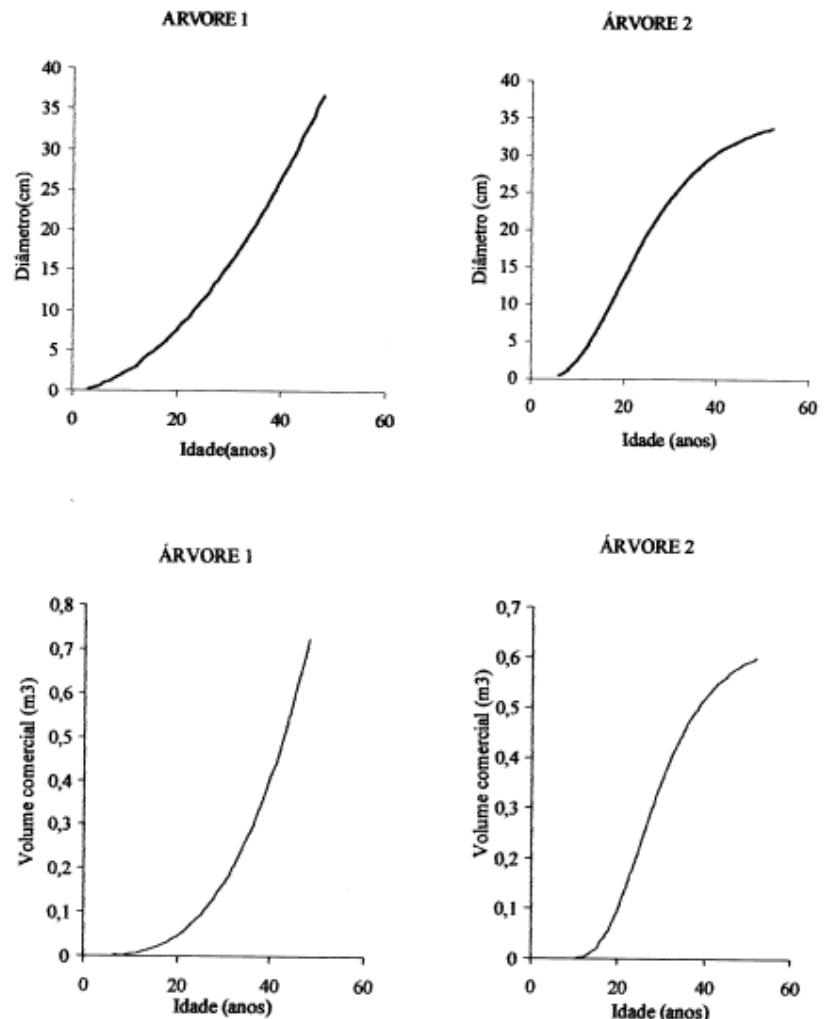 ARVORE 1
40
35
30
25
20
15
10
5
0
Diâmetro(cm)
0 20 40 60
Idade(anos)
ÁRVORE 2
40
35
30
25
20
15
10
5
0
Diâmetro (cm)
0 20 40 60
Idade (anos)
ÁRVORE 1
0,8
0,7
0,6
0,5
0,4
0,3
0,2
0,1
0
Volume comercial (m3)
0 20 40 60
Idade (anos)
ÁRVORE 2
0,7
0,6
0,5
0,4
0,3
0,2
0,1
0
Volume comercial (m3)
0 20 40 60
Idade (anos)